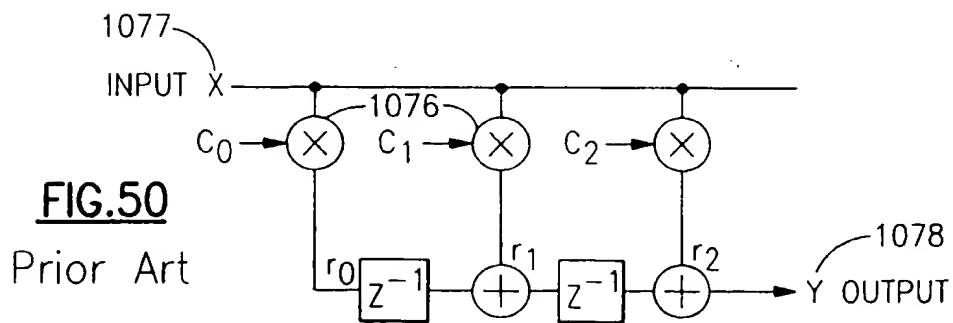 1077
INPUT X
1076
C0 C1 C2
FIG.50
Prior Art
r0 Z-1 r1 Z-1 r2
1078
Y OUTPUT